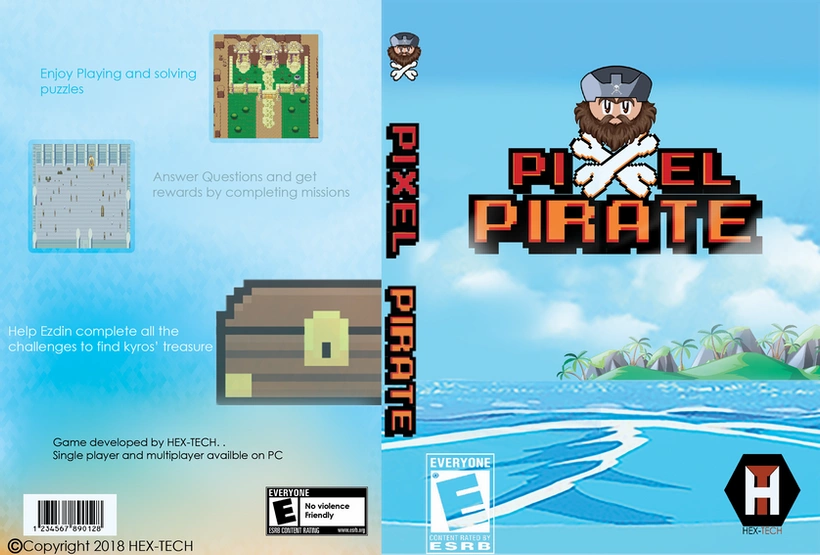 Enjoy Playing and solving
puzzles
Answer Questions and get
rewards by completing missions
Help Ezdin complete all the
challenges to find kyros' treasure
Game developed by HEX-TECH. .
Single player and multiplayer availble on PC
1 234567 890128
EVERYONE
E
No violence
Friendly
ESRB CONTENT RATING www.esrb.org
©Copyright 2018 HEX-TECH
PIXEL PIRATE
PIXEL
PIRATE
EVERYONE
E
®
CONTENT RATED BY
ESRB
H
HEX-TECH